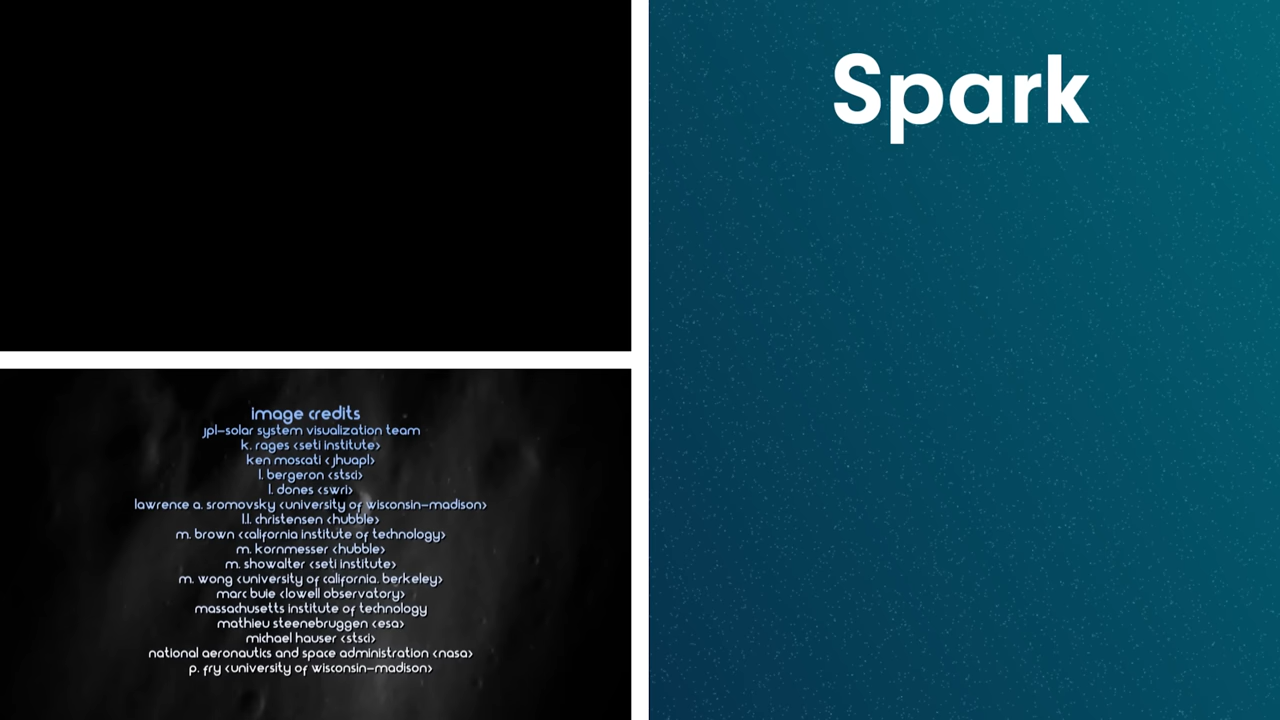 Spark
image credits
jpl-solar system visualization team
k. rages <seti institute>
ken moscati <jhuapl>
l. bergeron <stsci>
l. dones <swri>
lawrence a. sromovsky <university of wisconsin-madison>
l.l. christensen <hubble>
m. brown <california institute of technology>
m. kornmesser <hubble>
m. showalter <seti institute>
m. wong <university of california. berkeley>
marc buie <lowell observatory>
massachusetts institute of technology
mathieu steenebruggen <esa>
michael hauser <stsci>
national aeronautics and space administration <nasa>
p. fry <university of wisconsin-madison>